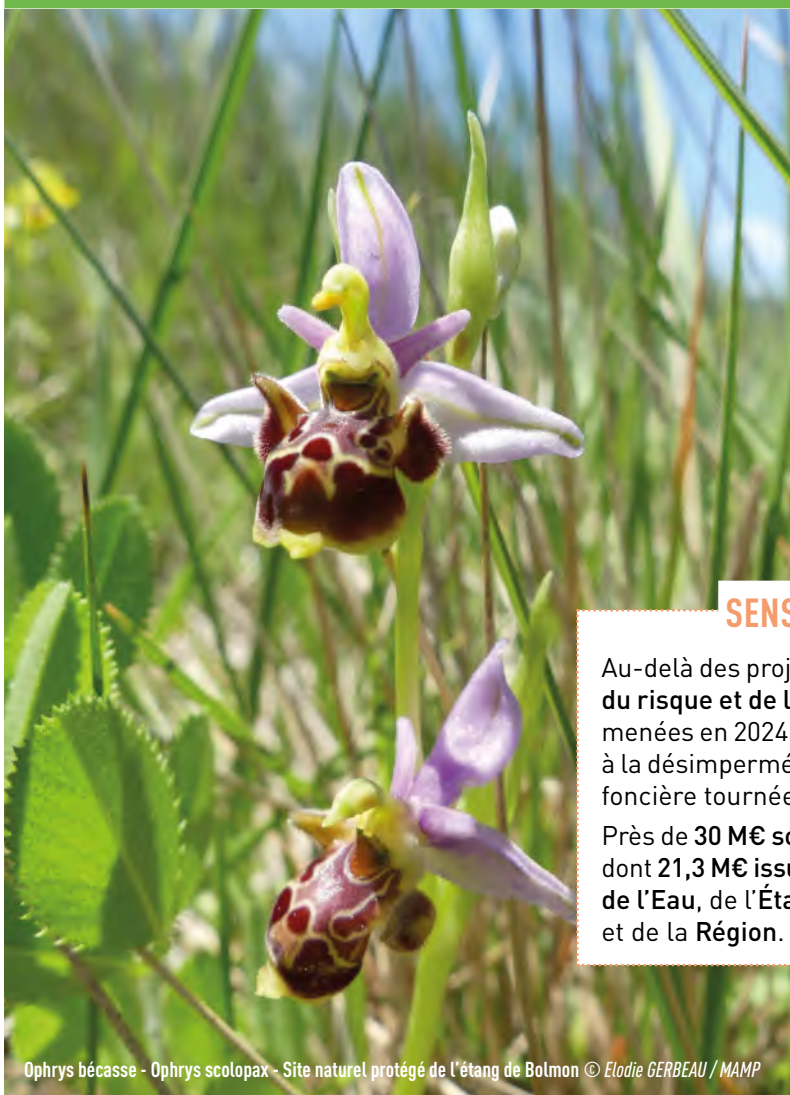 SENS
Au-delà des proj
du risque et de l
menées en 2024
à la désimpermé
foncière tournée
Près de 30 M€ so
dont 21,3 M€ issu
de l’Eau, de l’Éta
et de la Région.
Ophrys bécasse - Ophrys scolopax - Site naturel protégé de l’étang de Bolmon © Elodie GERBEAU / MAMP